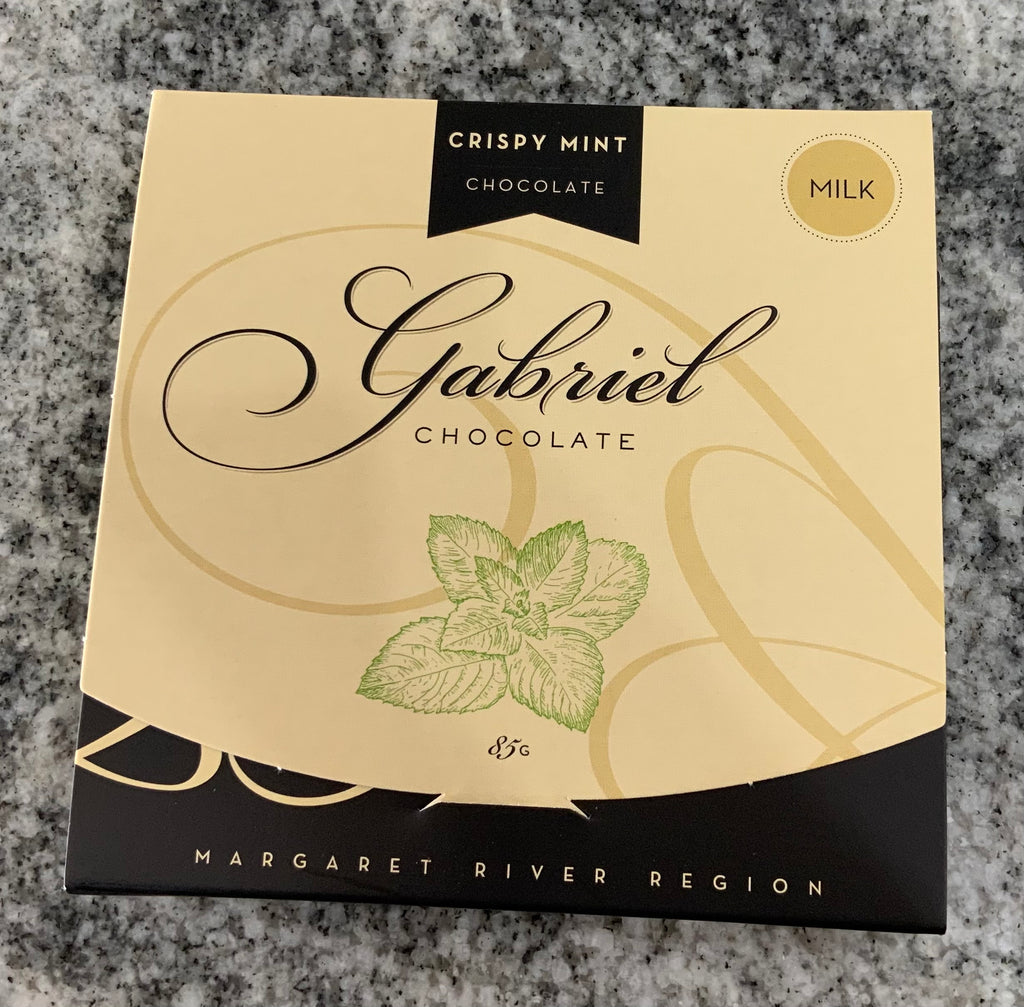 CRISPY MINT
CHOCOLATE
MILK
Gabriel
CHOCOLATE
85G
MARGARET RIVER REGION